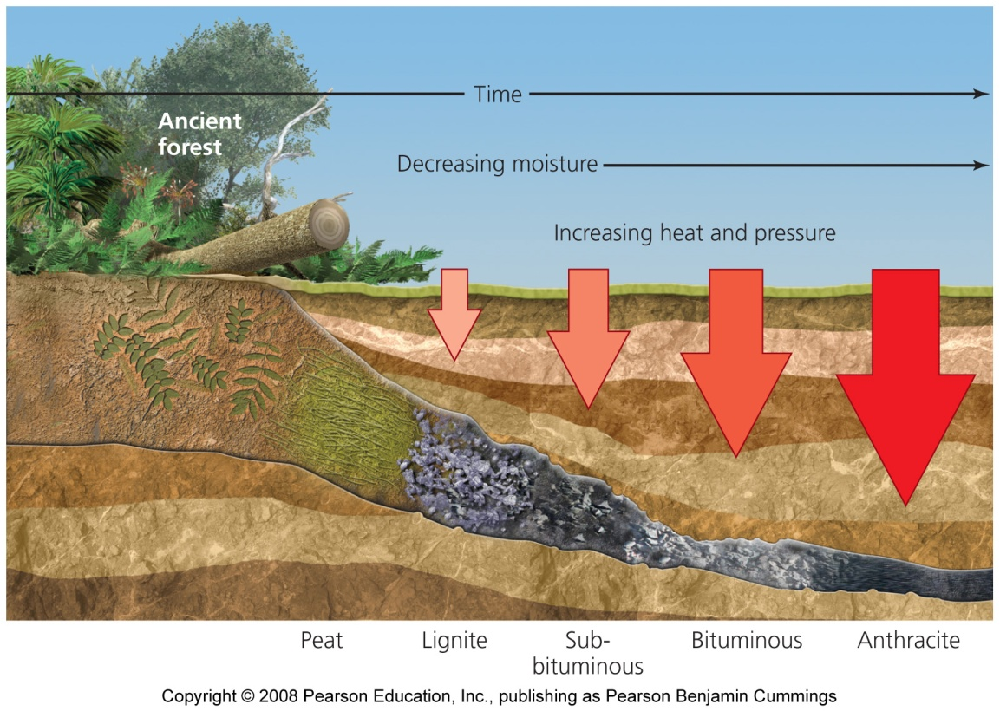 Time
Ancient
forest
Decreasing moisture
Increasing heat and pressure
Peat
Lignite
Sub-
bituminous
Bituminous
Anthracite
Copyright © 2008 Pearson Education, Inc., publishing as Pearson Benjamin Cummings